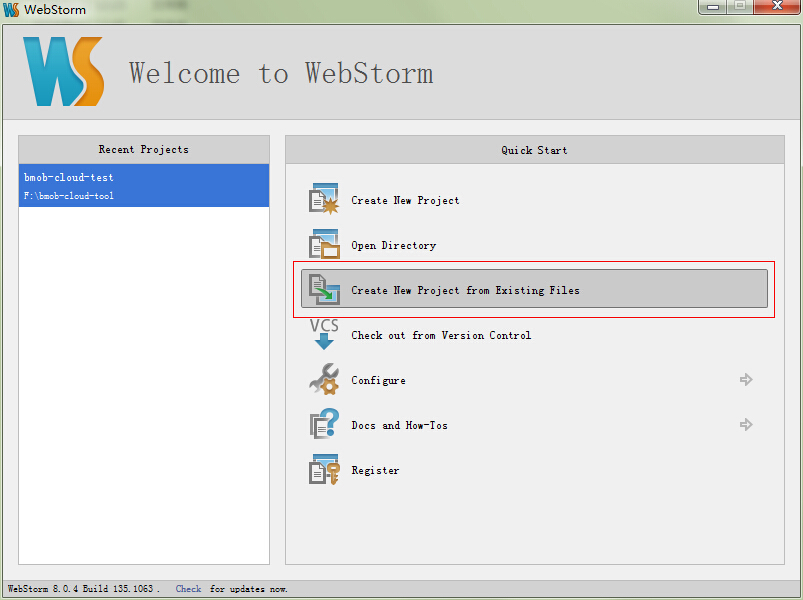 WebStorm
WS
Welcome to WebStorm
Recent Projects
bmob-cloud-test
F:\bmob-cloud-tool
Quick Start
Create New Project
Open Directory
Create New Project from Existing Files
VCS
Check out from Version Control
Configure
Docs and How-Tos
Register
WebStorm 8.0.4 Build 135.1063 . Check for updates now.